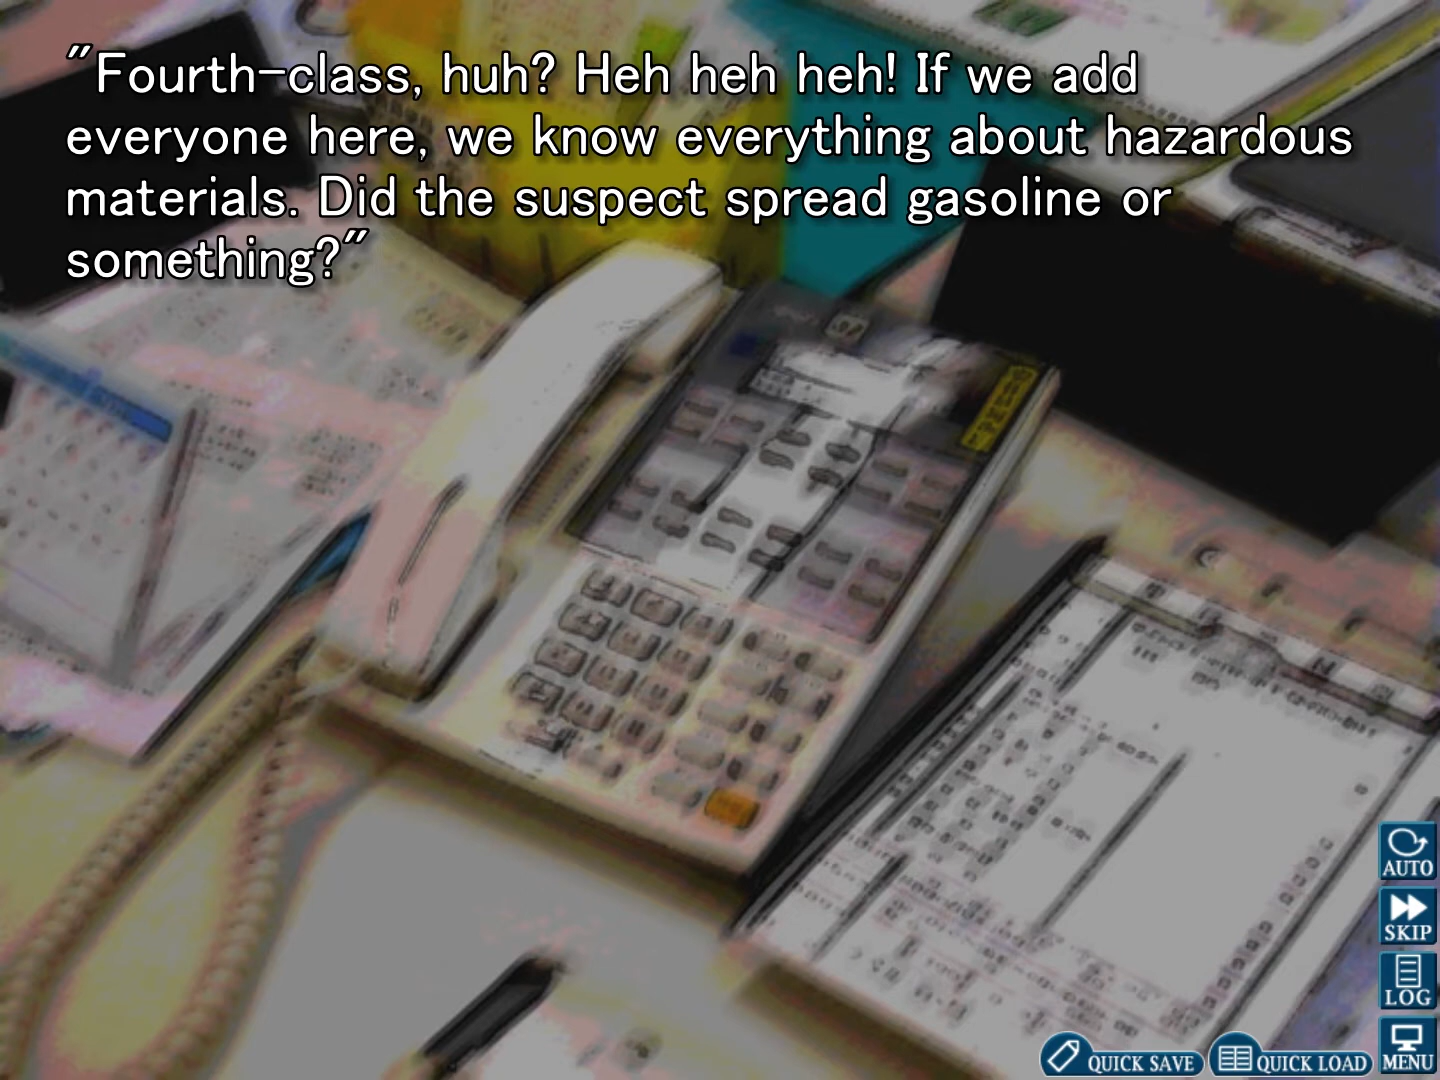 "Fourth-class, huh? Heh heh heh! If we add
everyone here, we know everything about hazardous
materials. Did the suspect spread gasoline or
something?"
AUTO
SKIP
LOG
MENU
QUICK SAVE
QUICK LOAD